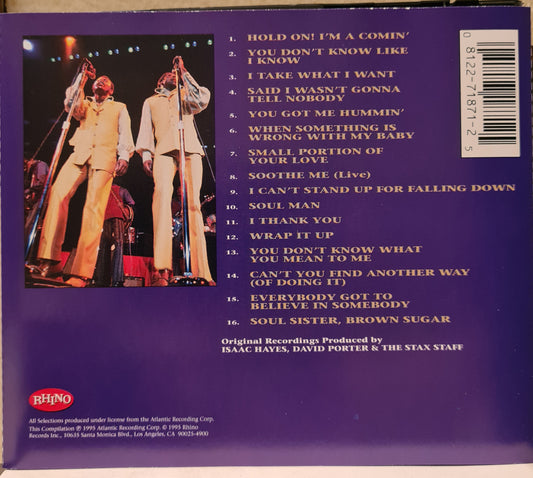 1. HOLD ON! I'M A COMIN'
2. YOU DON'T KNOW LIKE
I KNOW
3. I TAKE WHAT I WANT
4. SAID I WASN'T GONNA
TELL NOBODY
5. YOU GOT ME HUMMIN'
6. WHEN SOMETHING IS
WRONG WITH MY BABY
7. SMALL PORTION OF
YOUR LOVE
8. SOOTHE ME (Live)
9. I CAN'T STAND UP FOR FALLING DOWN
10. SOUL MAN
11. I THANK YOU
12. WRAP IT UP
13. YOU DON'T KNOW WHAT
YOU MEAN TO ME
14. CAN'T YOU FIND ANOTHER WAY
(OF DOING IT)
15. EVERYBODY GOT TO
BELIEVE IN SOMEBODY
16. SOUL SISTER, BROWN SUGAR
Original Recordings Produced by
ISAAC HAYES, DAVID PORTER & THE STAX STAFF
0 8122-71871-2 5
RHINO
All Selections produced under license from the Atlantic Recording Corp.
This Compilation ℗ 1995 Atlantic Recording Corp. © 1995 Rhino
Records Inc., 10635 Santa Monica Blvd., Los Angeles, CA 90025-4900